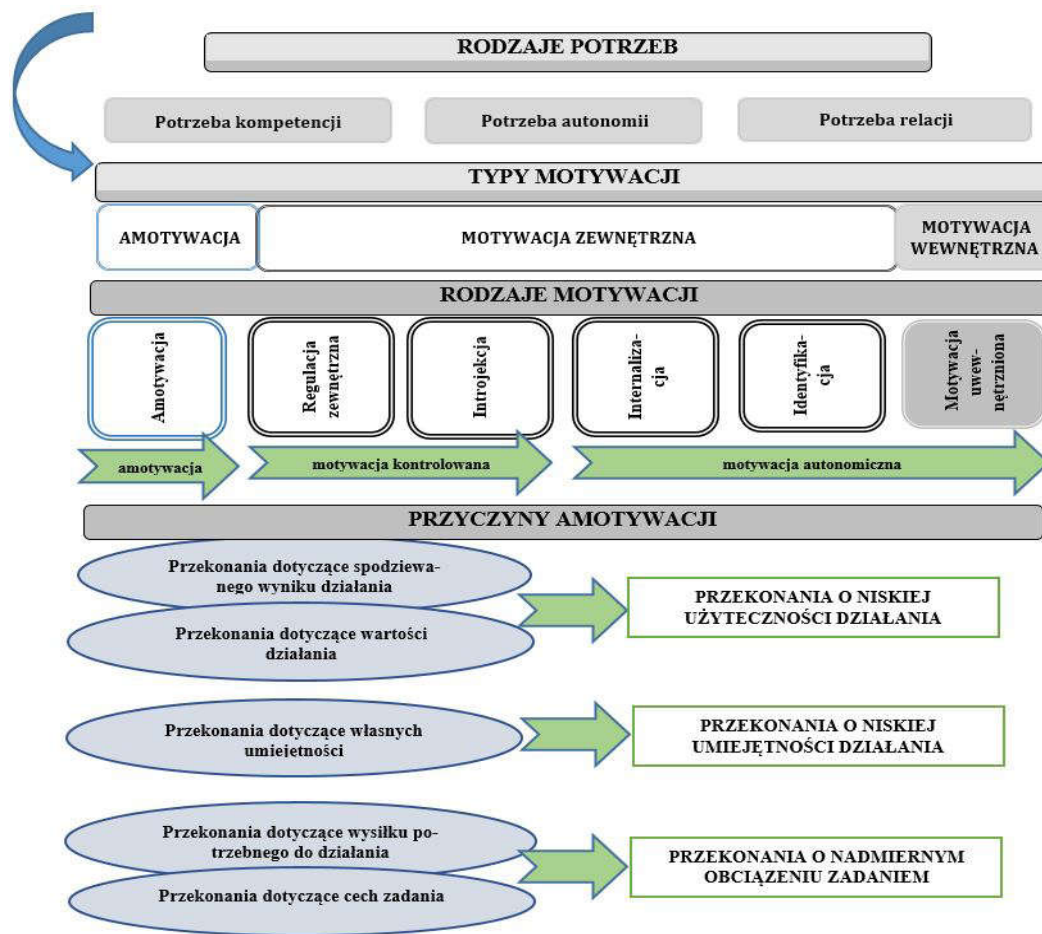 RODZAJE POTRZEB
Potrzeba kompetencji
Potrzeba autonomii
Potrzeba relacji
TYPY MOTYWACJI
AMOTYWACJA
MOTYWACJA ZEWNĘTRZNA
MOTYWACJA
WEWNĘTRZNA
RODZAJE MOTYWACJI
Amotywacja
Regulacja
zewnętrzna
Introjekcja
Internaliza-
cja
Identyfika-
cja
Motywacja
uwew-
nętrzniona
amotywacja
motywacja kontrolowana
motywacja autonomiczna
PRZYCZYNY AMOTYWACJI
Przekonania dotyczące spodziewa-
nego wyniku działania
Przekonania dotyczące wartości
działania
PRZEKONANIA O NISKIEJ
UŻYTECZNOŚCI DZIAŁANIA
Przekonania dotyczące własnych
umiejętności
PRZEKONANIA O NISKIEJ
UMIEJĘTNOŚCI DZIAŁANIA
Przekonania dotyczące wysiłku po-
trzebnego do działania
Przekonania dotyczące cech zadania
PRZEKONANIA O NADMIERNYM
OBCIĄZENIU ZADANIEM